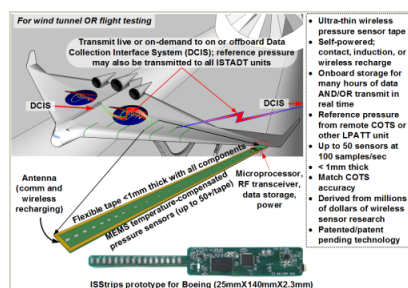 For wind tunnel OR flight testing
Transmit live or on-demand to on or offboard Data
Collection Interface System (DCIS); reference pressure
may also be transmitted to all ISTADT units
DCIS
DCIS
Antenna
(comm and
wireless
recharging)
Flexible tape <1mm thick with all components
MEMS temperature-compensated
pressure sensors (up to 50+/tape)
Microprocessor,
RF transceiver,
data storage,
power
ISStrips prototype for Boeing (25mmX140mmX2.3mm)
• Ultra-thin wireless
pressure sensor tape
• Self-powered;
contact, induction, or
wireless recharge
• Onboard storage for
many hours of data
AND/OR transmit in
real time
• Reference pressure
from remote COTS or
other LPATT unit
• Up to 50 sensors at
100 samples/sec
• < 1mm thick
• Match COTS
accuracy
• Derived from millions
of dollars of wireless
sensor research
• Patented/patent
pending technology